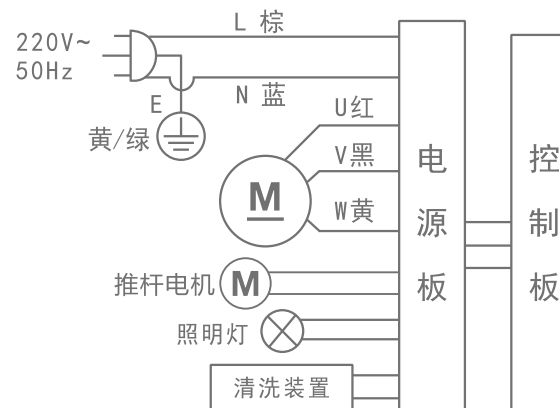 L 棕
220V~
50Hz
N 蓝
E
黄/绿
U红
V黑
W黄
M
推杆电机
M
照明灯
清洗装置
电源板
控制板